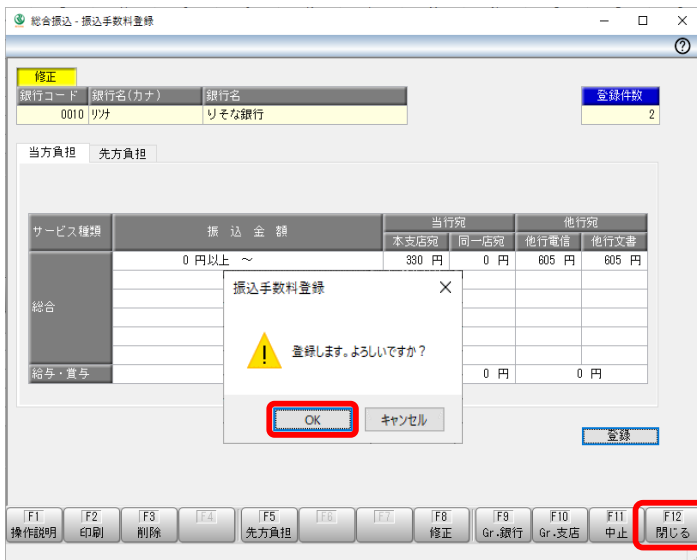 総合振込 - 振込手数料登録
修正
銀行コード 銀行名(カナ) 銀行名 登録件数
0010 リソナ りそな銀行 2
当方負担 先方負担
サービス種類 振込金額 当行宛 他行宛
本支店宛 同一店宛 他行電信 他行文書
0 円以上 ～ 330 円 0 円 605 円 605 円
総合
給与・賞与 0 円 0 円
振込手数料登録
登録します。よろしいですか？
OK キャンセル
登録
F1 F2 F3 F4 F5 F6 F7 F8 F9 F10 F11 F12
操作説明 印刷 削除 先方負担 修正 Gr.銀行 Gr.支店 中止 閉じる